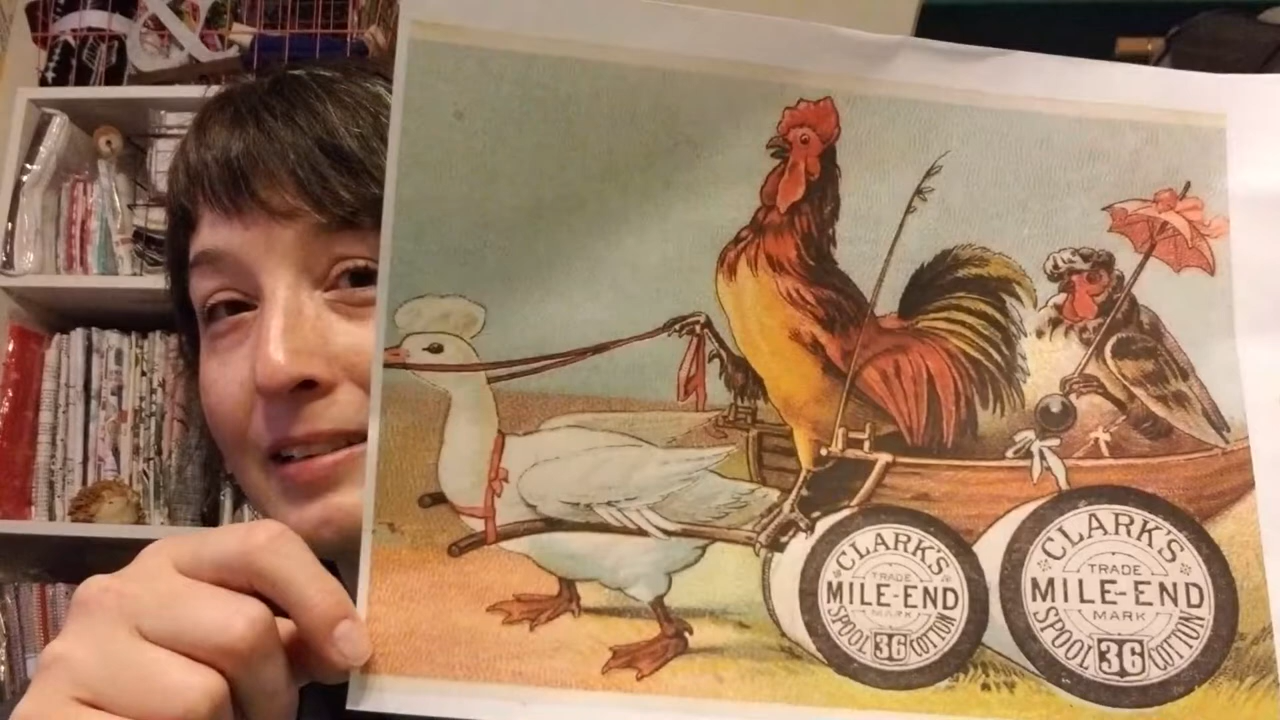 CLARK'S
TRADE
MILE-END
MARK
SPOOL 36 COTTON
CLARK'S
TRADE
MILE-END
MARK
SPOOL 36 COTTON